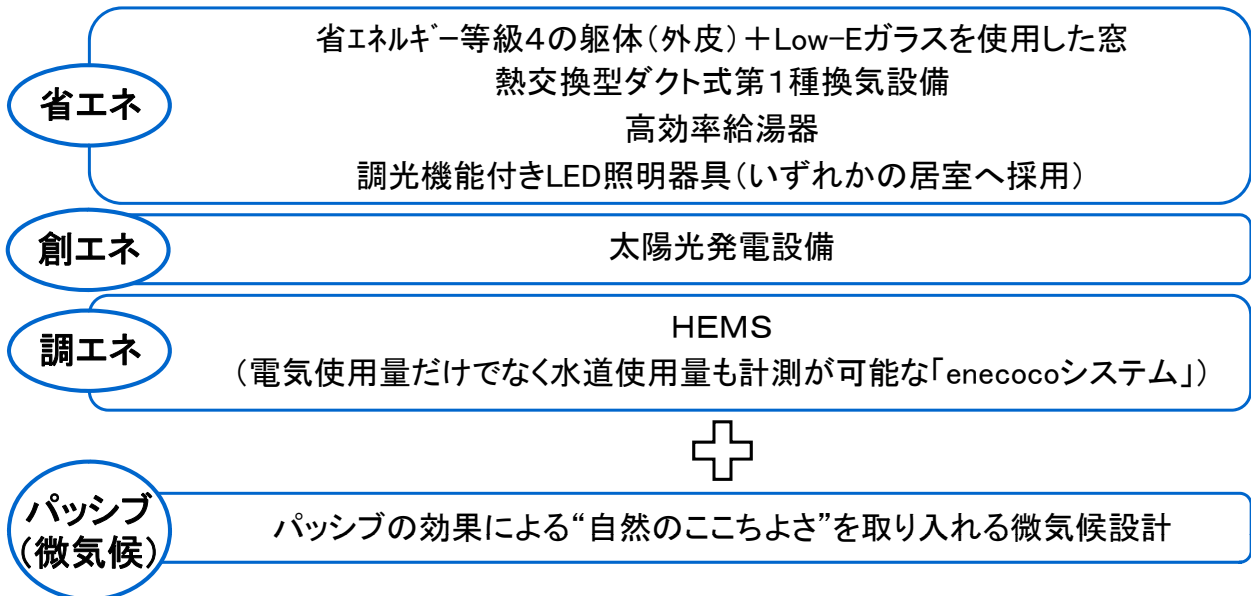 省エネ
省エネルギー等級4の躯体(外皮)+Low-Eガラスを使用した窓
熱交換型ダクト式第1種換気設備
高効率給湯器
調光機能付きLED照明器具(いずれかの居室へ採用)
創エネ
太陽光発電設備
調エネ
HEMS
(電気使用量だけでなく水道使用量も計測が可能な「enecocoシステム」)
パッシブ
(微気候)
パッシブの効果による“自然のここちよさ”を取り入れる微気候設計